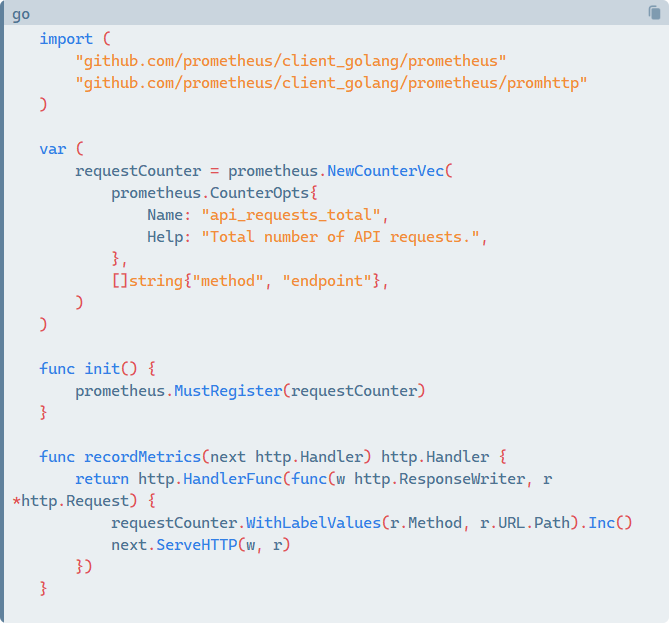 go
import (
"github.com/prometheus/client_golang/prometheus"
"github.com/prometheus/client_golang/prometheus/promhttp"
)
var (
requestCounter = prometheus.NewCounterVec(
prometheus.CounterOpts{
Name: "api_requests_total",
Help: "Total number of API requests.",
},
[]string{"method", "endpoint"},
)
)
func init() {
prometheus.MustRegister(requestCounter)
}
func recordMetrics(next http.Handler) http.Handler {
return http.HandlerFunc(func(w http.ResponseWriter, r
*http.Request) {
requestCounter.WithLabelValues(r.Method, r.URL.Path).Inc()
next.ServeHTTP(w, r)
})
}